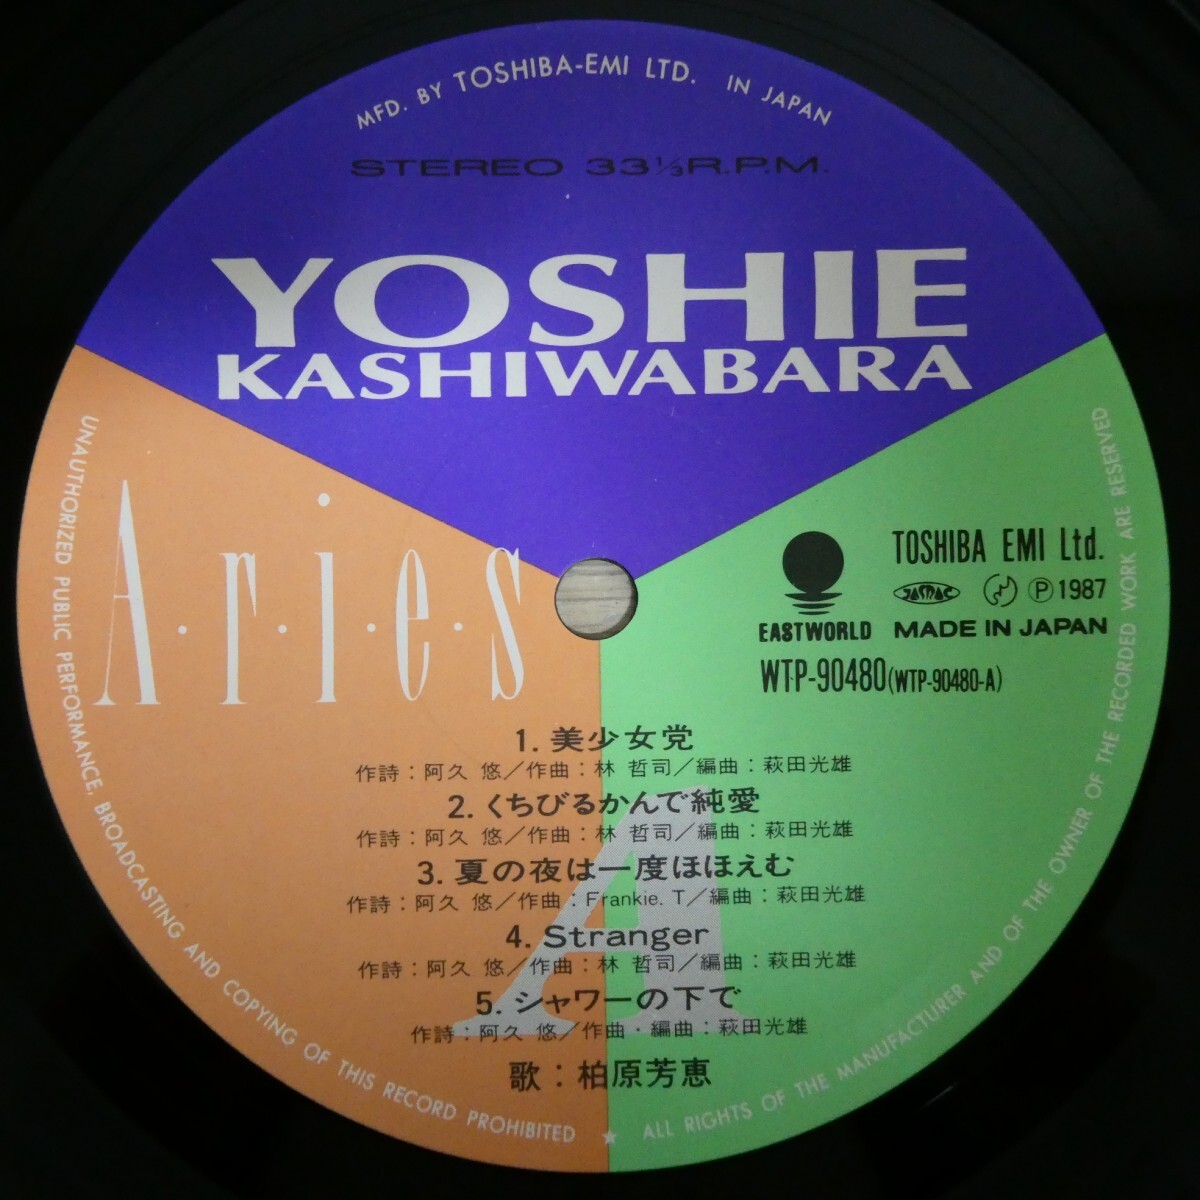 MFD. BY TOSHIBA-EMI LTD. IN JAPAN
STEREO 33⅓R.P.M.
YOSHIE
KASHIWABARA
A·r·i·e·s
TOSHIBA EMI Ltd.
JASRAC Ⓟ1987
EASTWORLD MADE IN JAPAN
WTP-90480(WTP-90480-A)
1. 美少女党
作詩：阿久 悠／作曲：林 哲司／編曲：萩田光雄
2. くちびるかんで純愛
作詩：阿久 悠／作曲：林 哲司／編曲：萩田光雄
3. 夏の夜は一度ほほえむ
作詩：阿久 悠／作曲：Frankie. T／編曲：萩田光雄
4. Stranger
作詩：阿久 悠／作曲：林 哲司／編曲：萩田光雄
5. シャワーの下で
作詩：阿久 悠／作曲・編曲：萩田光雄
A
歌：柏原芳恵
UNAUTHORIZED PUBLIC PERFORMANCE, BROADCASTING AND COPYING OF THIS RECORD PROHIBITED ★ ALL RIGHTS OF THE MANUFACTURER AND OF THE OWNER OF THE RECORDED WORK ARE RESERVED